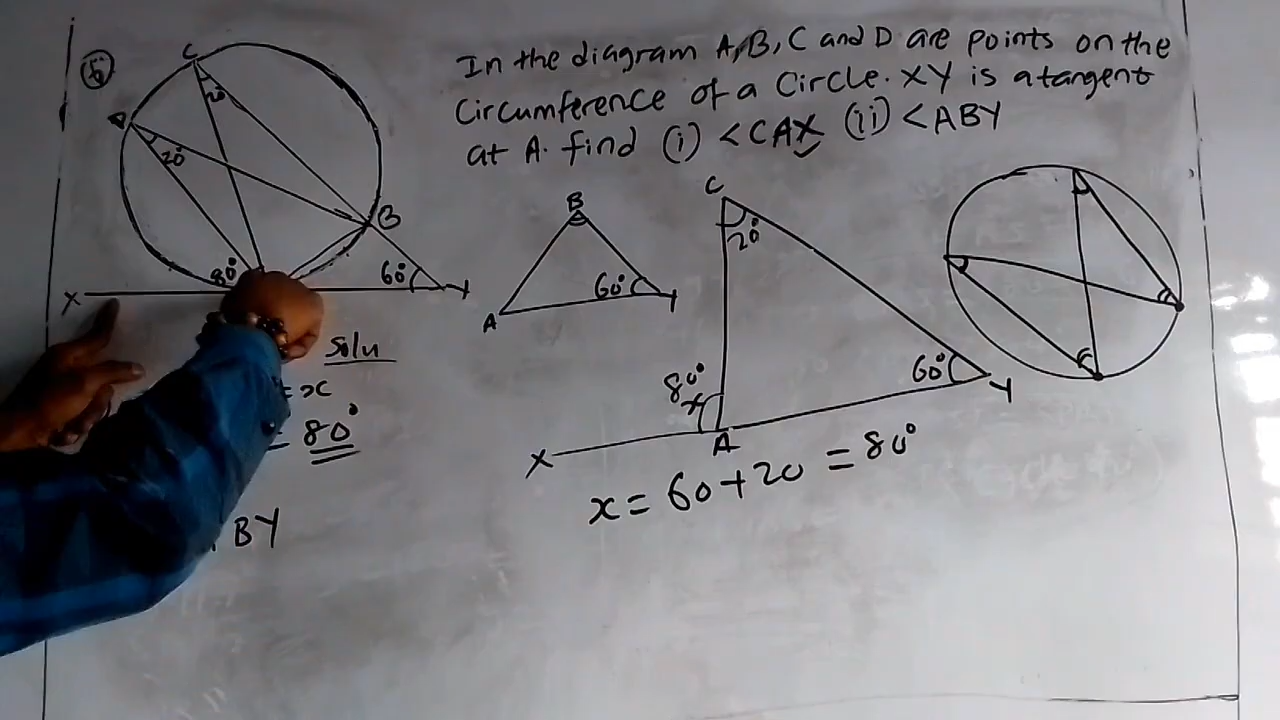 In the diagram A,B,C and D are points on the
circumference of a Circle. XY is a tangent
at A. find (i) <CAX (ii) <ABY
C
20°
D
20°
B
80°
60°
X
Y
Solu
= x
= 80°
BY
B
60°
A
Y
C
20°
80°
x
60°
Y
X
A
x = 60+20 = 80°